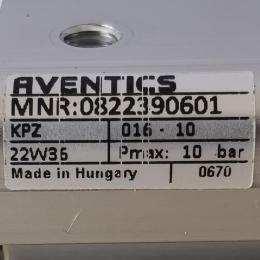 AVENTICS
MNR:0822390601
KPZ 016 - 10
22W36 Pmax: 10 bar
Made in Hungary 0670